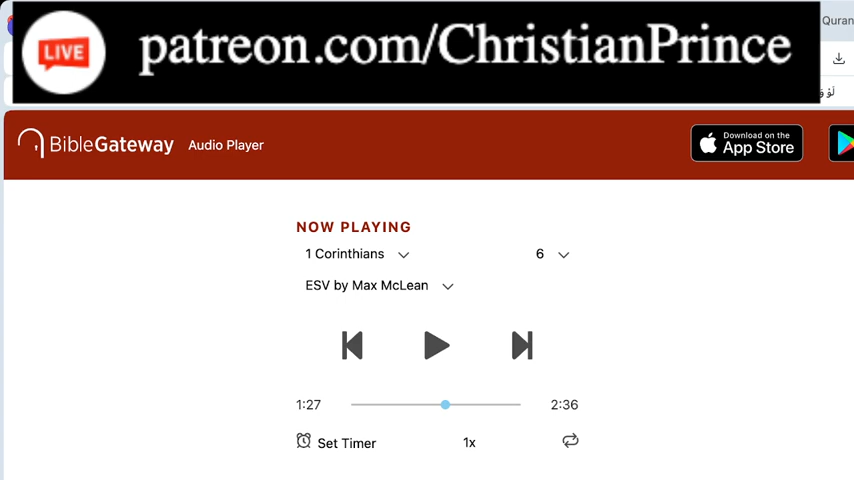 LIVE
patreon.com/ChristianPrince
Quran
BibleGateway Audio Player
Download on the
App Store
NOW PLAYING
1 Corinthians 6
ESV by Max McLean
1:27 2:36
Set Timer 1x